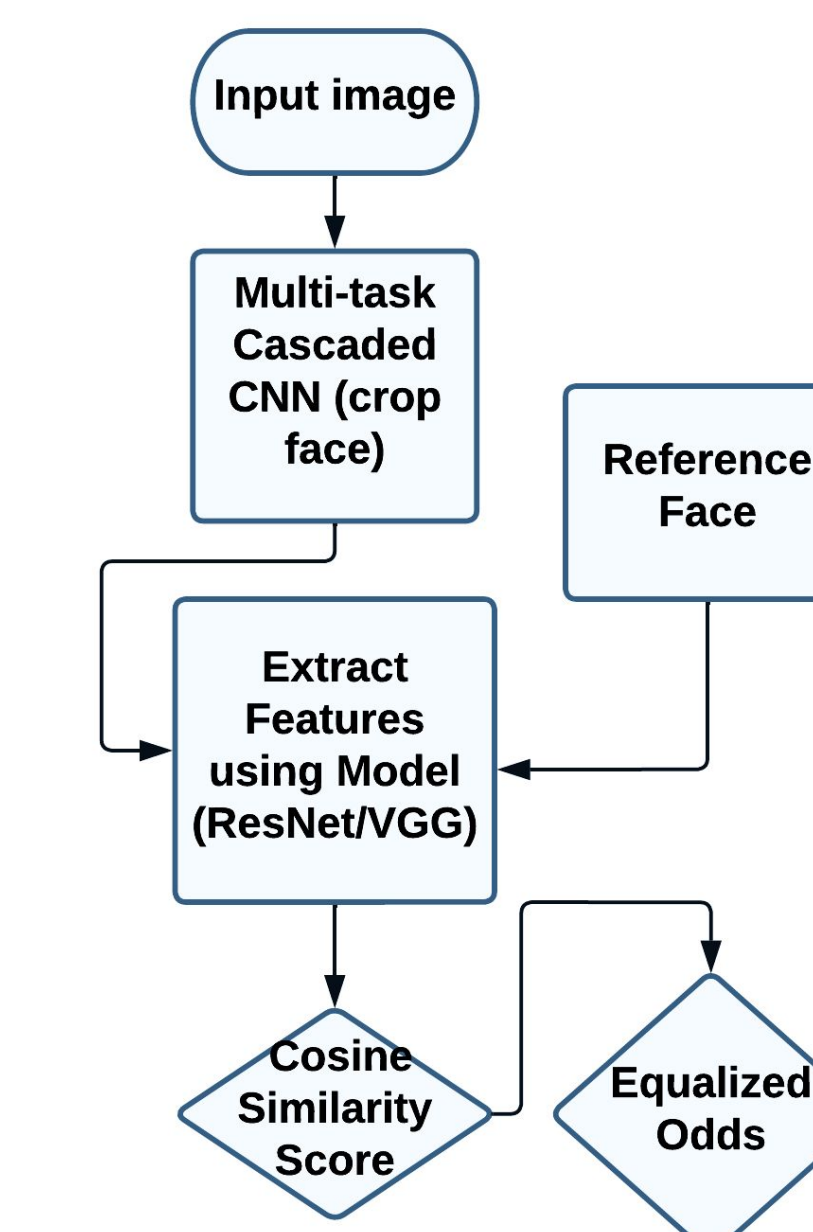 Input image
Multi-task
Cascaded
CNN (crop
face)
Reference
Face
Extract
Features
using Model
(ResNet/VGG)
Cosine
Similarity
Score
Equalized
Odds